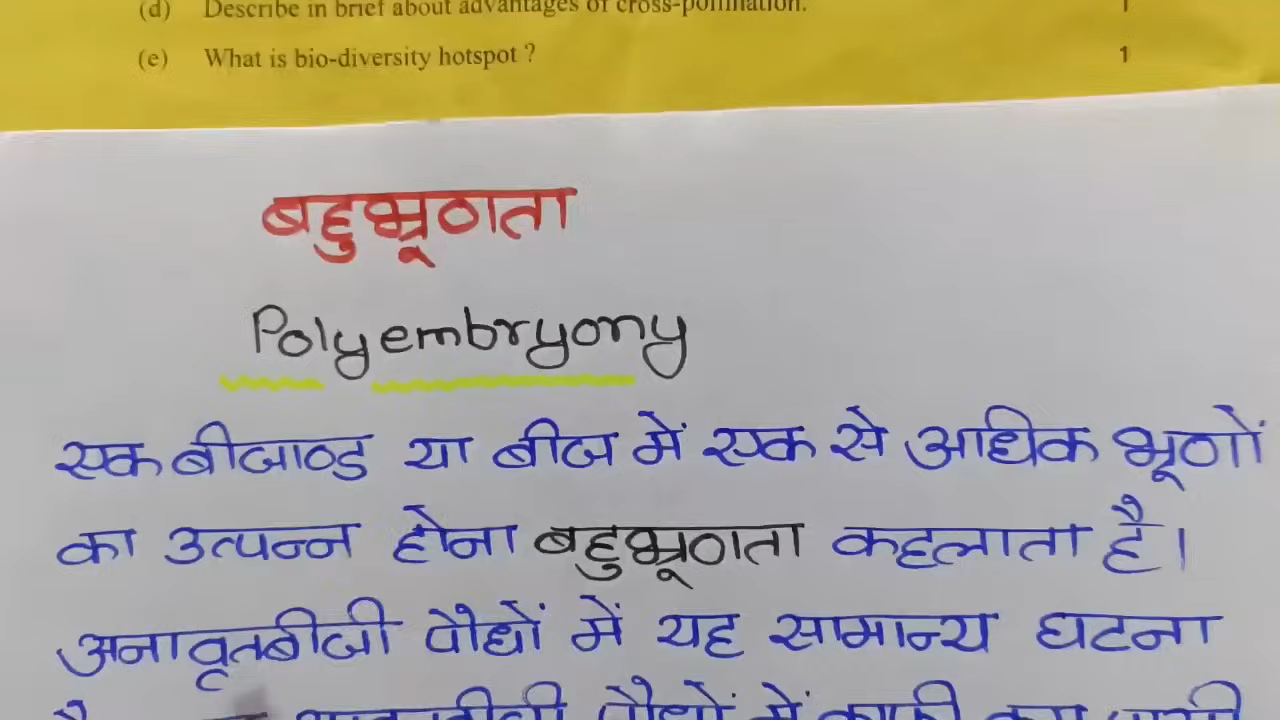 (d) Describe in brief about advantages of cross-pollination. 1
(e) What is bio-diversity hotspot ? 1
बहुभ्रूणता
Polyembryony
एक बीजाण्ड या बीज में एक से अधिक भ्रूणों
का उत्पन्न होना बहुभ्रूणता कहलाता है।
अनावृतबीजी पौधों में यह सामान्य घटना
पौधों में काफी कम